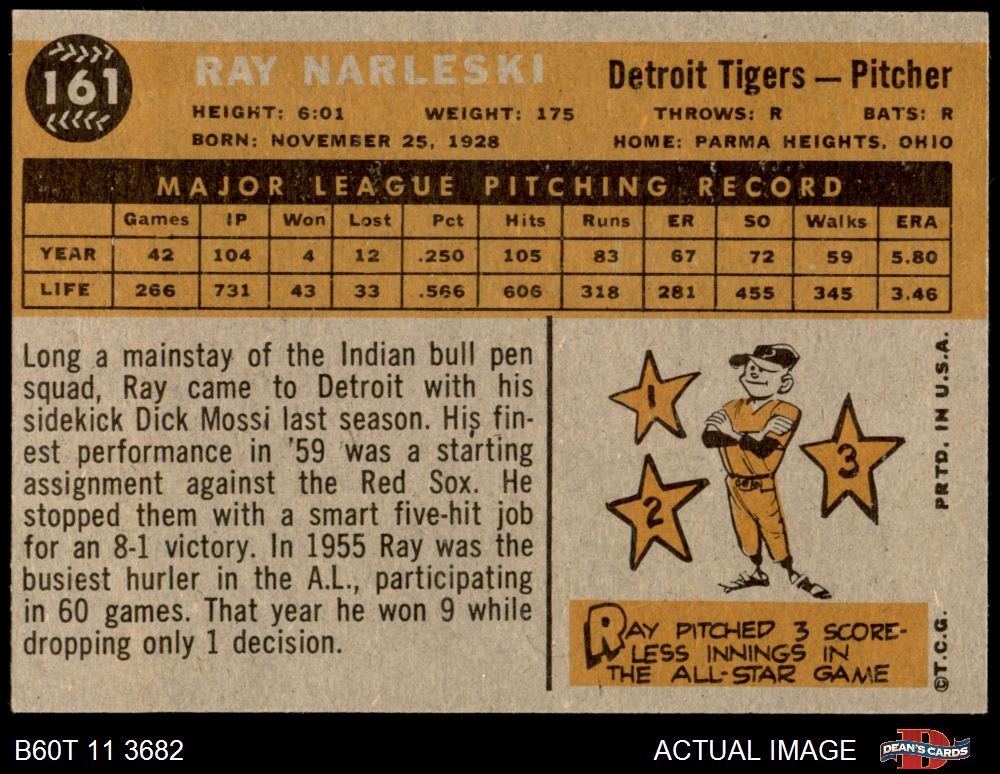 161
RAY NARLESKI
Detroit Tigers — Pitcher
HEIGHT: 6:01 WEIGHT: 175 THROWS: R BATS: R
BORN: NOVEMBER 25, 1928 HOME: PARMA HEIGHTS, OHIO
MAJOR LEAGUE PITCHING RECORD
Games IP Won Lost Pct Hits Runs ER SO Walks ERA
YEAR 42 104 4 12 .250 105 83 67 72 59 5.80
LIFE 266 731 43 33 .566 606 318 281 455 345 3.46
Long a mainstay of the Indian bull pen
squad, Ray came to Detroit with his
sidekick Dick Mossi last season. His fin-
est performance in '59 was a starting
assignment against the Red Sox. He
stopped them with a smart five-hit job
for an 8-1 victory. In 1955 Ray was the
busiest hurler in the A.L., participating
in 60 games. That year he won 9 while
dropping only 1 decision.
1
2
3
RAY PITCHED 3 SCORE-
LESS INNINGS IN
THE ALL-STAR GAME
©T.C.G. PRTD. IN U.S.A.
B60T 11 3682
ACTUAL IMAGE
D
DEAN'S CARDS